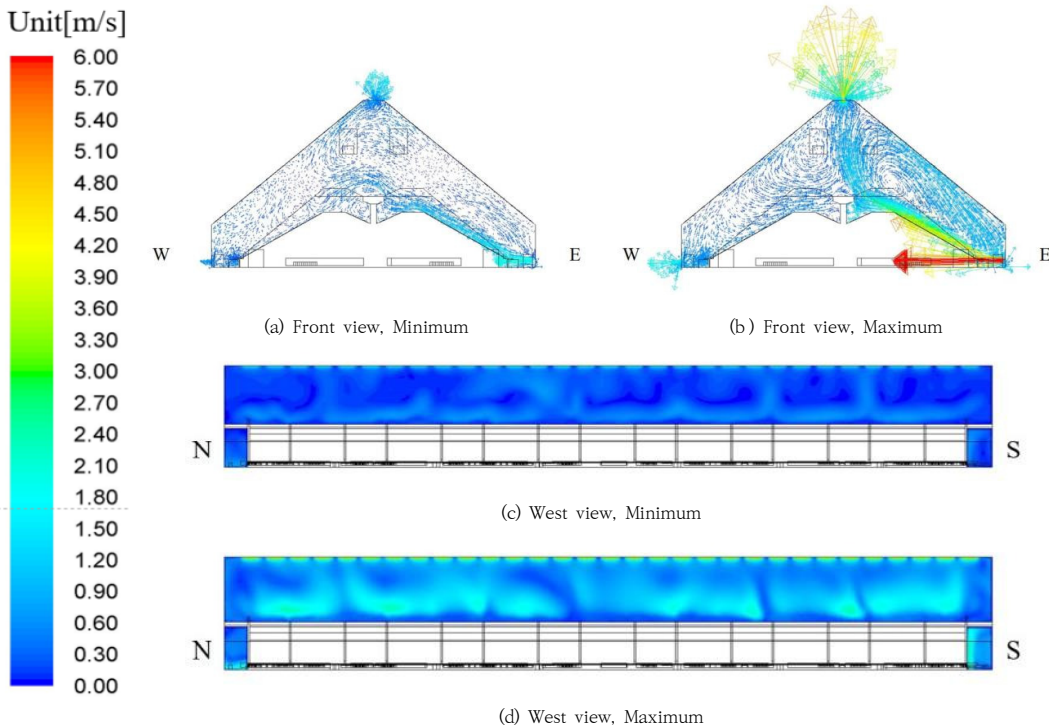 Unit[m/s]
6.00
5.40
5.10
4.80
4.50
4.20
3.90
3.60
3.30
3.00
2.70
2.40
2.10
1.80
1.50
1.20
0.90
0.60
0.30
0.00
W
E
W
E
(a) Front view, Minimum
(b) Front view, Maximum
N
S
(c) West view, Minimum
N
S
(d) West view, Maximum